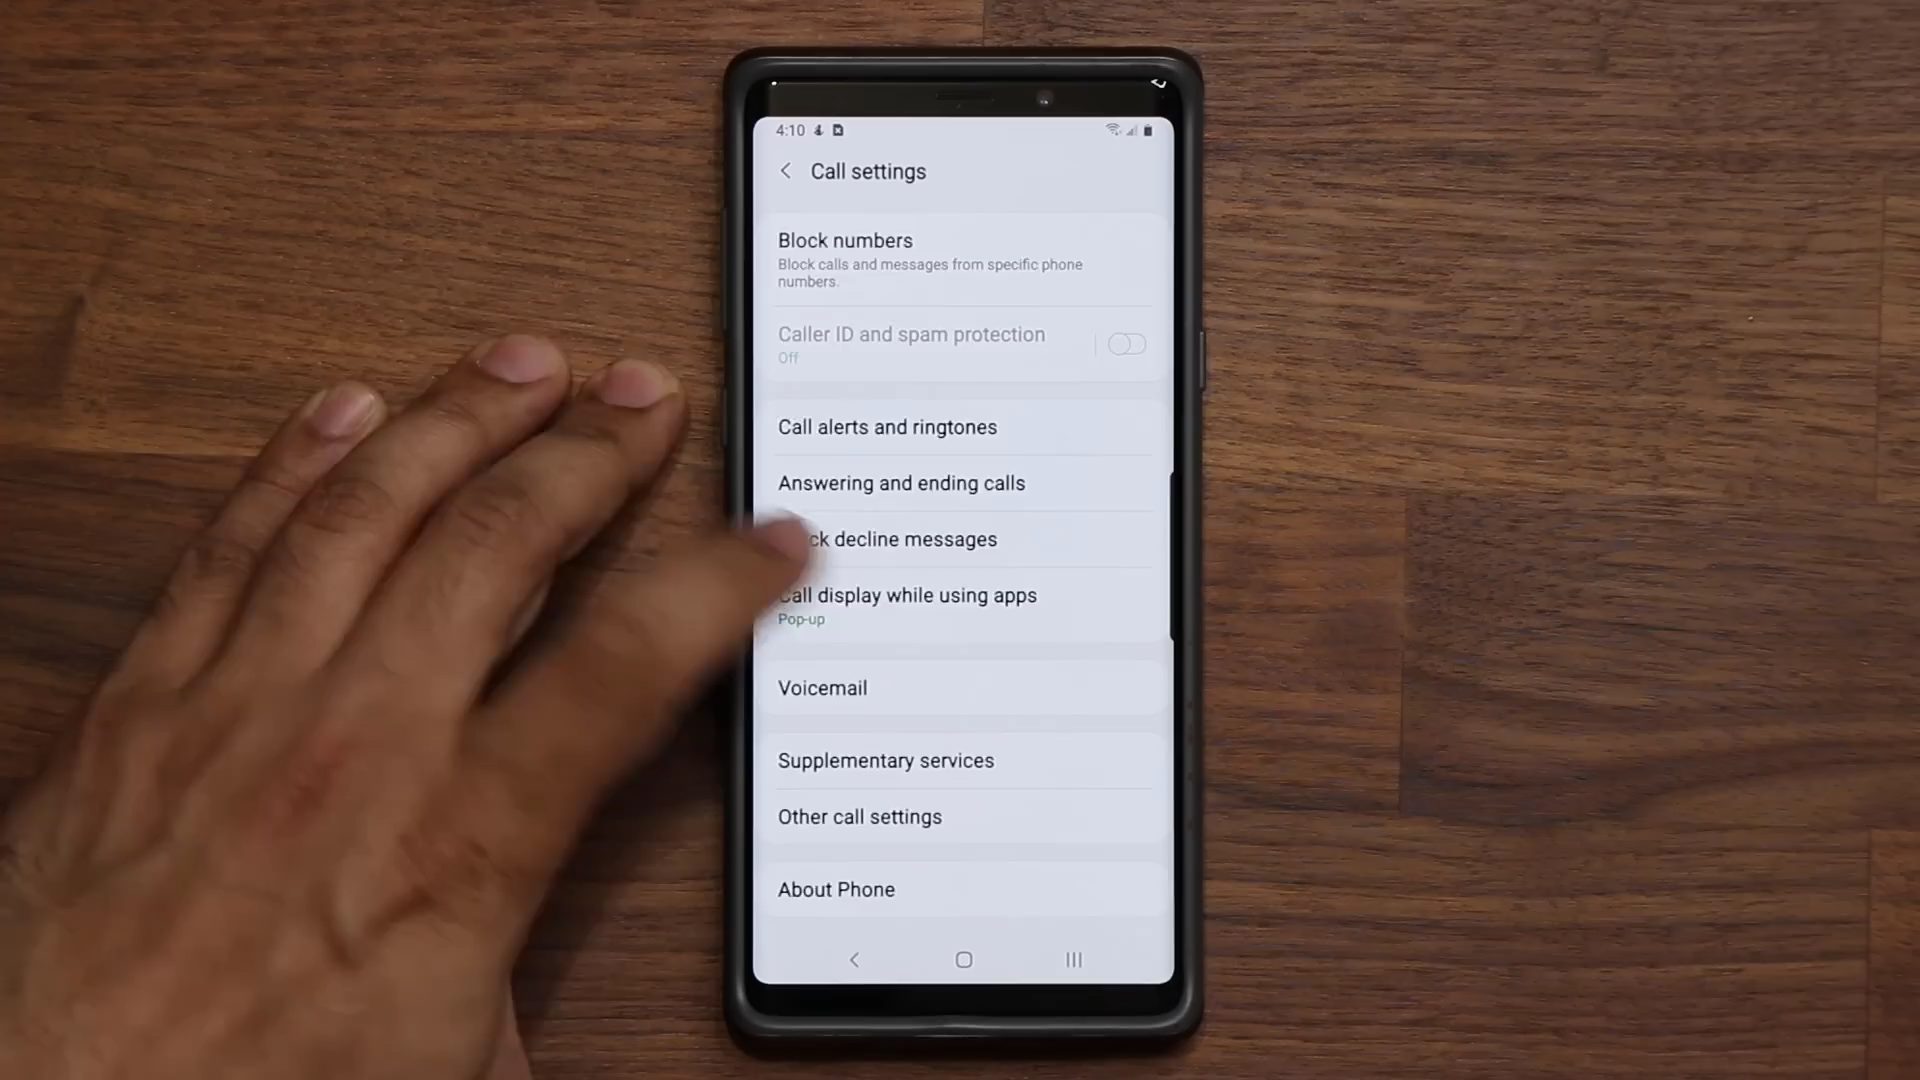 4:10
Call settings
Block numbers
Block calls and messages from specific phone
numbers.
Caller ID and spam protection
Off
Call alerts and ringtones
Answering and ending calls
decline messages
Call display while using apps
Pop-up
Voicemail
Supplementary services
Other call settings
About Phone